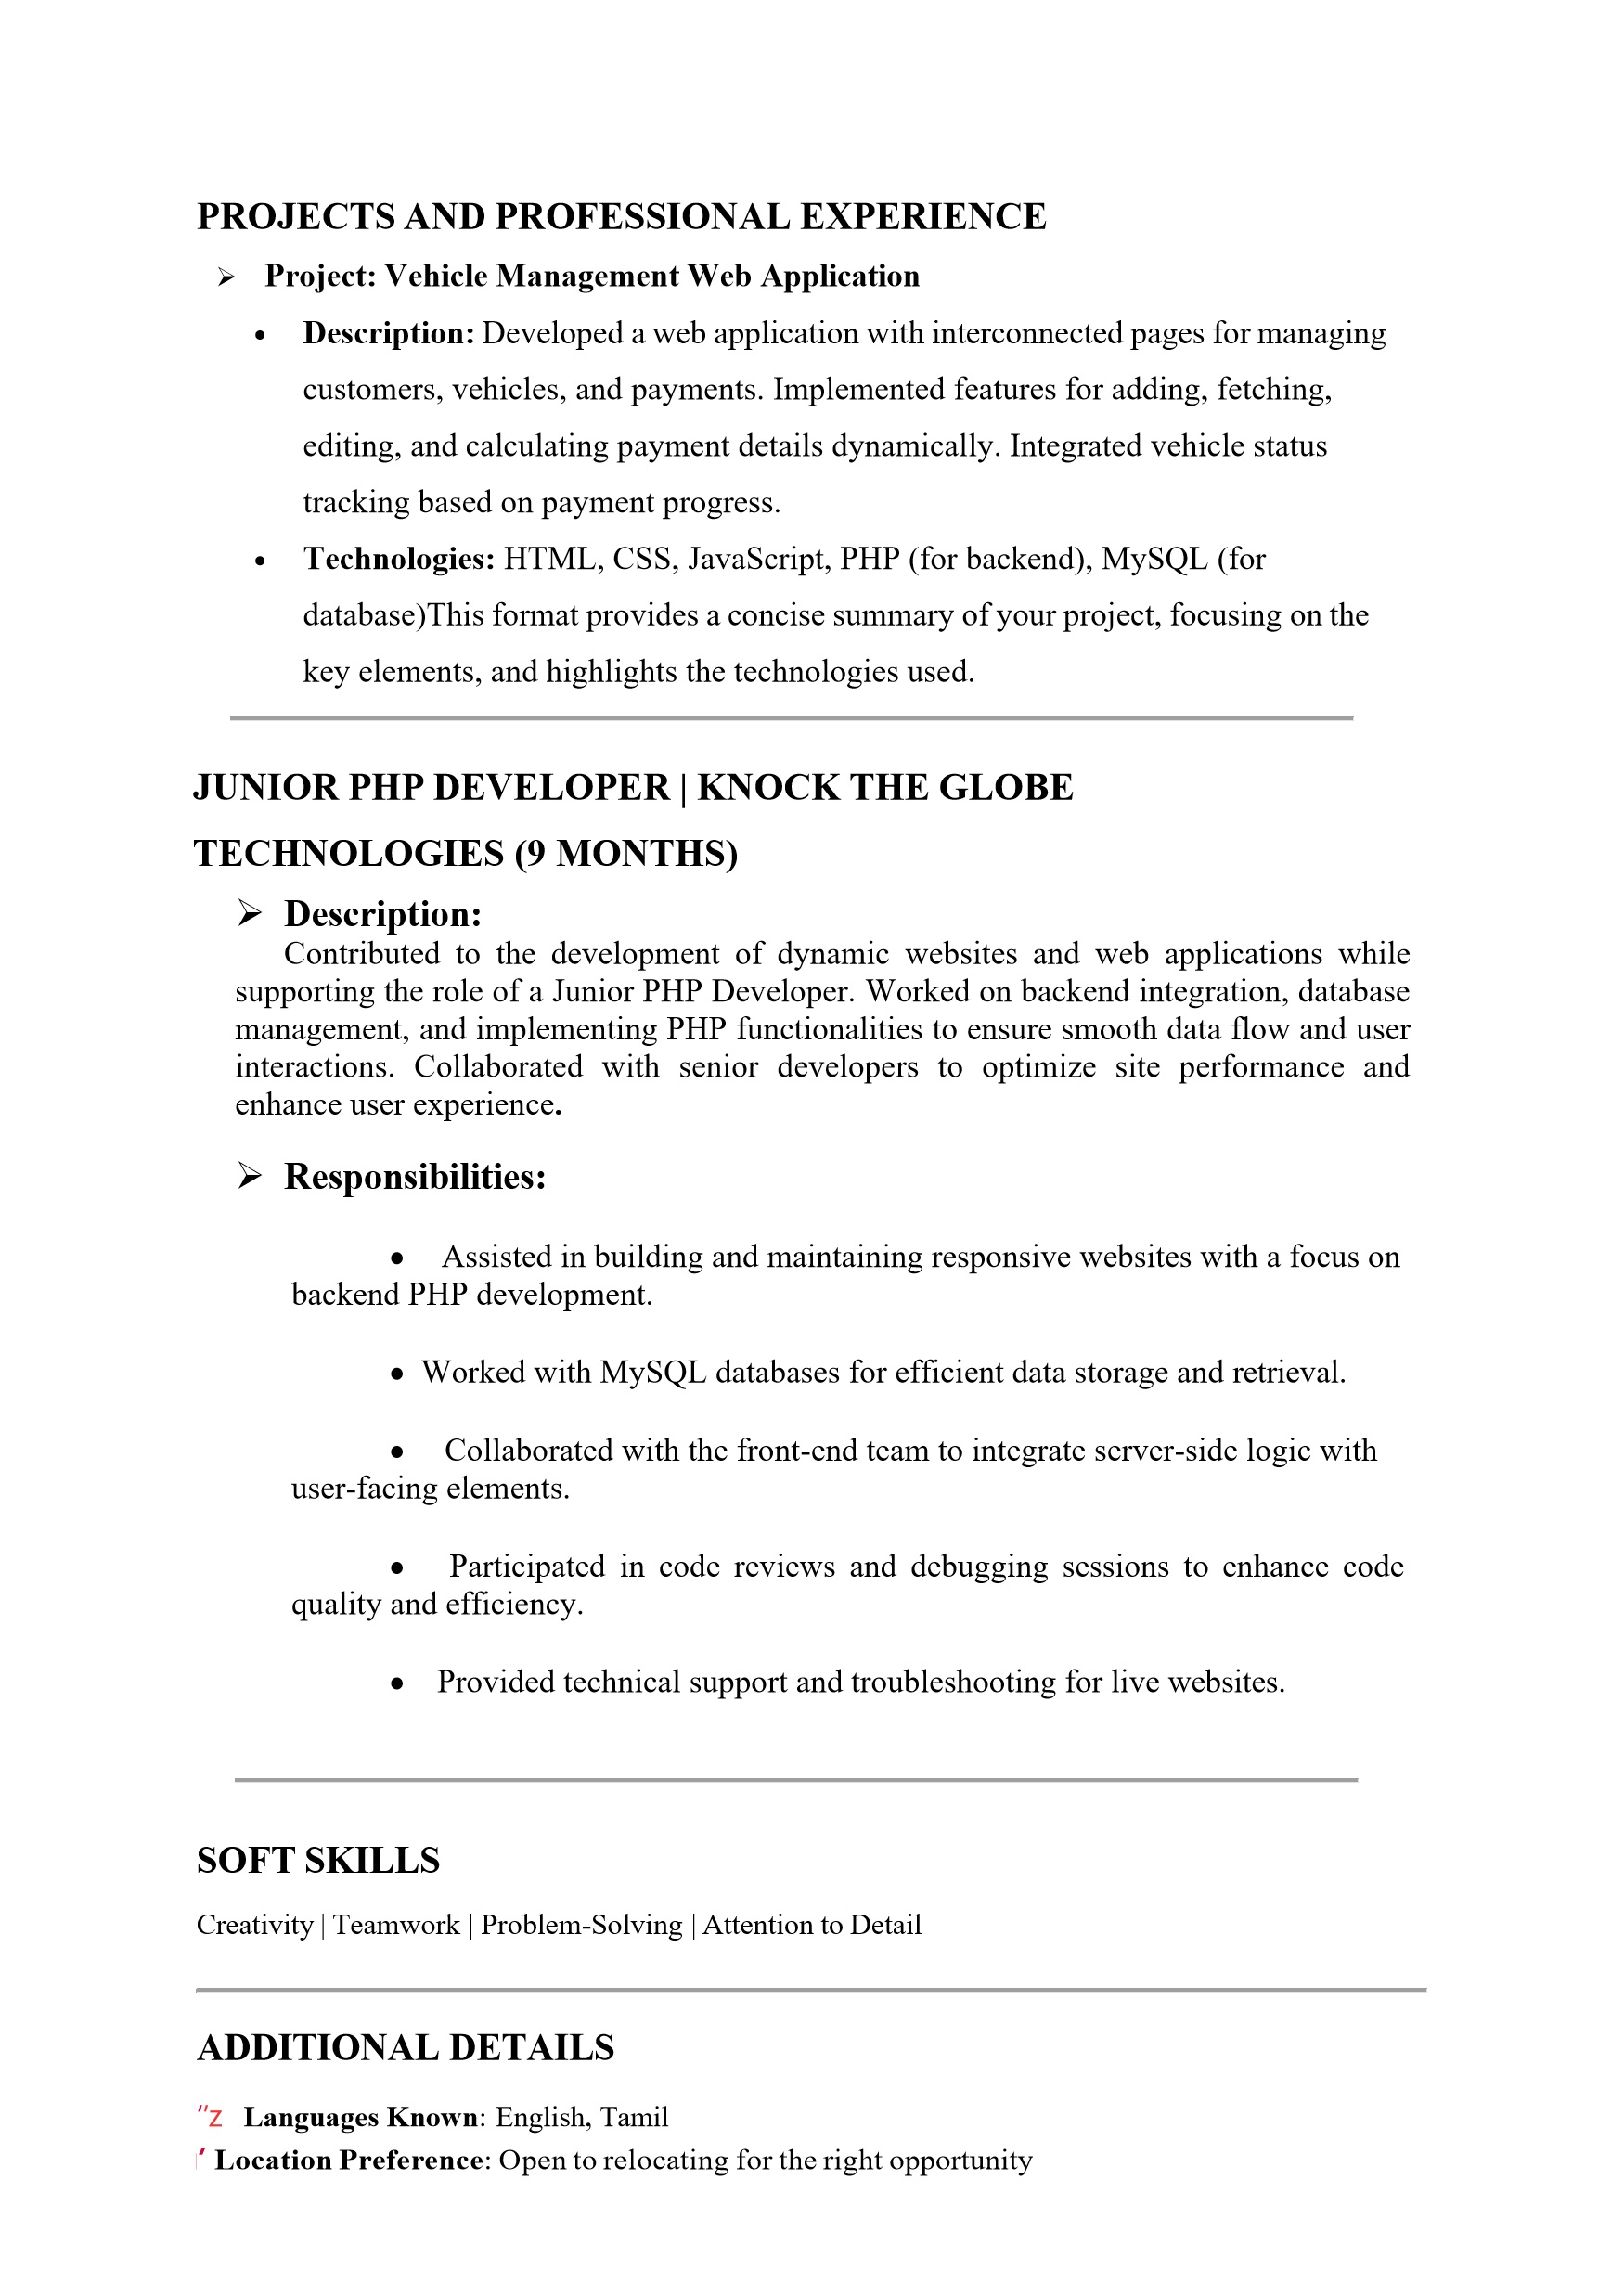 PROJECTS AND PROFESSIONAL EXPERIENCE
➢ Project: Vehicle Management Web Application
• Description: Developed a web application with interconnected pages for managing
customers, vehicles, and payments. Implemented features for adding, fetching,
editing, and calculating payment details dynamically. Integrated vehicle status
tracking based on payment progress.
• Technologies: HTML, CSS, JavaScript, PHP (for backend), MySQL (for
database)This format provides a concise summary of your project, focusing on the
key elements, and highlights the technologies used.
JUNIOR PHP DEVELOPER | KNOCK THE GLOBE
TECHNOLOGIES (9 MONTHS)
➢ Description:
Contributed to the development of dynamic websites and web applications while
supporting the role of a Junior PHP Developer. Worked on backend integration, database
management, and implementing PHP functionalities to ensure smooth data flow and user
interactions. Collaborated with senior developers to optimize site performance and
enhance user experience.
➢ Responsibilities:
• Assisted in building and maintaining responsive websites with a focus on
backend PHP development.
• Worked with MySQL databases for efficient data storage and retrieval.
• Collaborated with the front-end team to integrate server-side logic with
user-facing elements.
• Participated in code reviews and debugging sessions to enhance code
quality and efficiency.
• Provided technical support and troubleshooting for live websites.
SOFT SKILLS
Creativity | Teamwork | Problem-Solving | Attention to Detail
ADDITIONAL DETAILS
"z Languages Known: English, Tamil
Location Preference: Open to relocating for the right opportunity